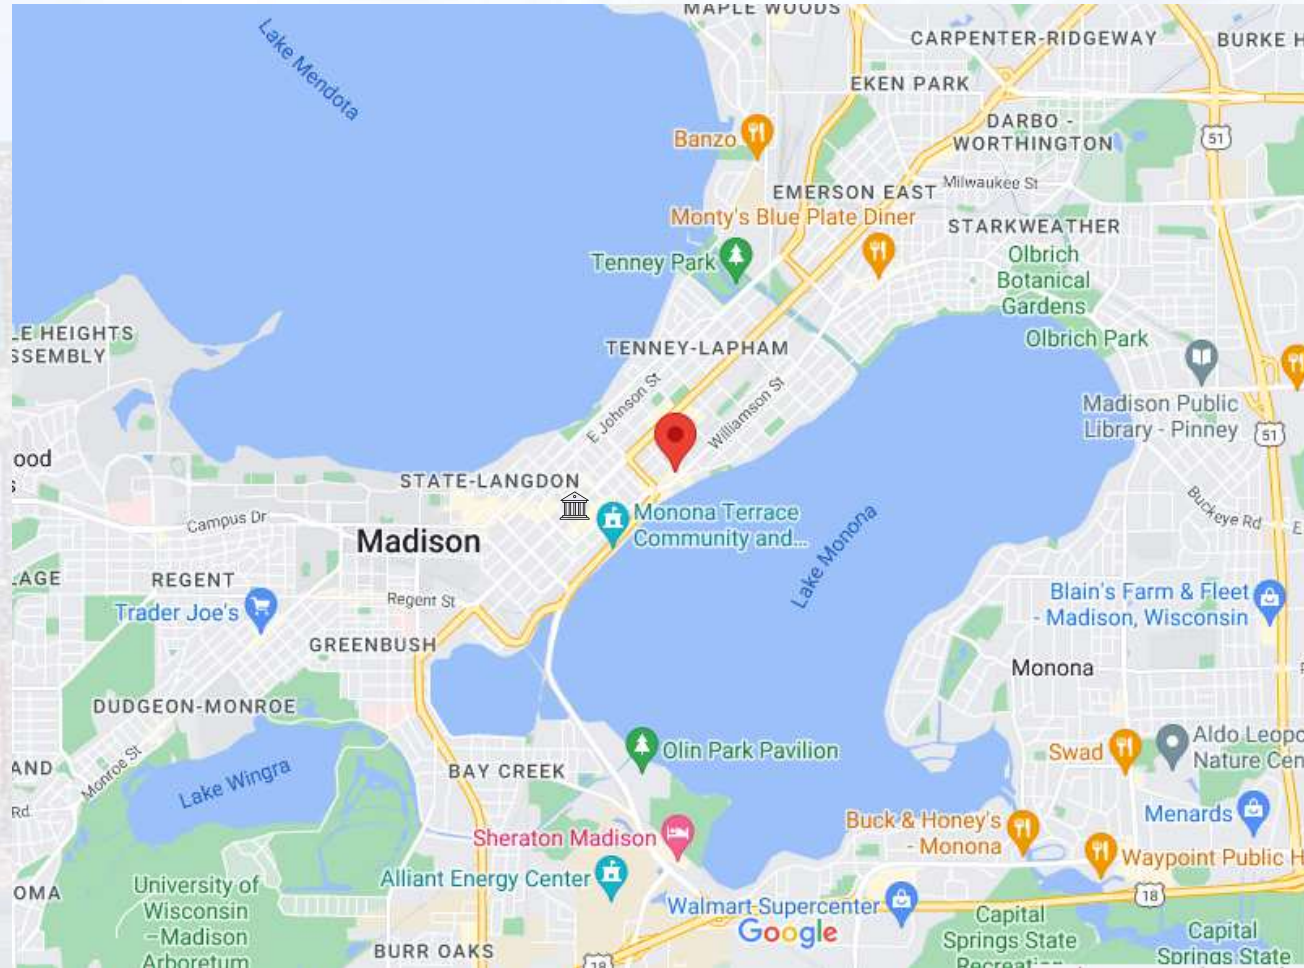 MAPLE WOODS
Lake Mendota
CARPENTER-RIDGEWAY
BURKE H
EKEN PARK
DARBO -
WORTHINGTON
51
Banzo
EMERSON EAST
Milwaukee St
Monty's Blue Plate Diner
STARKWEATHER
Tenney Park
Olbrich
Botanical
Gardens
LE HEIGHTS
SSEMBLY
TENNEY-LAPHAM
Olbrich Park
E Johnson St
Williamson St
Madison Public
Library - Pinney
51
ood
s
STATE-LANGDON
Campus Dr
Monona Terrace
Community and...
Lake Monona
Buckeye Rd
E
Madison
LAGE
REGENT
Regent St
Trader Joe's
Blain's Farm & Fleet
- Madison, Wisconsin
GREENBUSH
Monona
DUDGEON-MONROE
Olin Park Pavilion
Swad
Aldo Leopo
Nature Cen
AND
Monroe St
Lake Wingra
BAY CREEK
Rd
Sheraton Madison
Buck & Honey's
- Monona
Menards
Waypoint Public H
Alliant Energy Center
OMA
University of
Wisconsin
-Madison
Arboretum
Walmart Supercenter
18
Google
Capital
Springs State
Recreation
Capital
Springs State
BURR OAKS
18